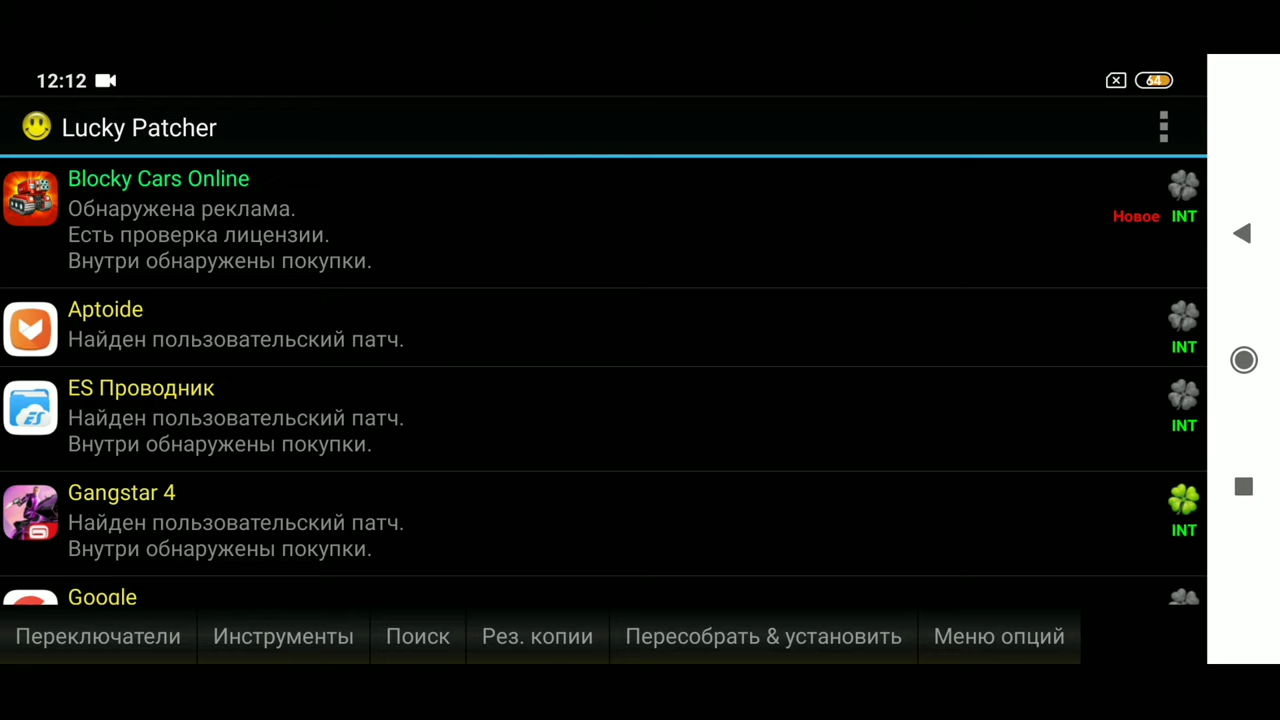 12:12
64
Lucky Patcher
Blocky Cars Online
Обнаружена реклама.
Есть проверка лицензии.
Внутри обнаружены покупки.
Новое INT
Aptoide
Найден пользовательский патч.
INT
ES Проводник
Найден пользовательский патч.
Внутри обнаружены покупки.
INT
Gangstar 4
Найден пользовательский патч.
Внутри обнаружены покупки.
INT
Google
Переключатели Инструменты Поиск Рез. копии Пересобрать & установить Меню опций